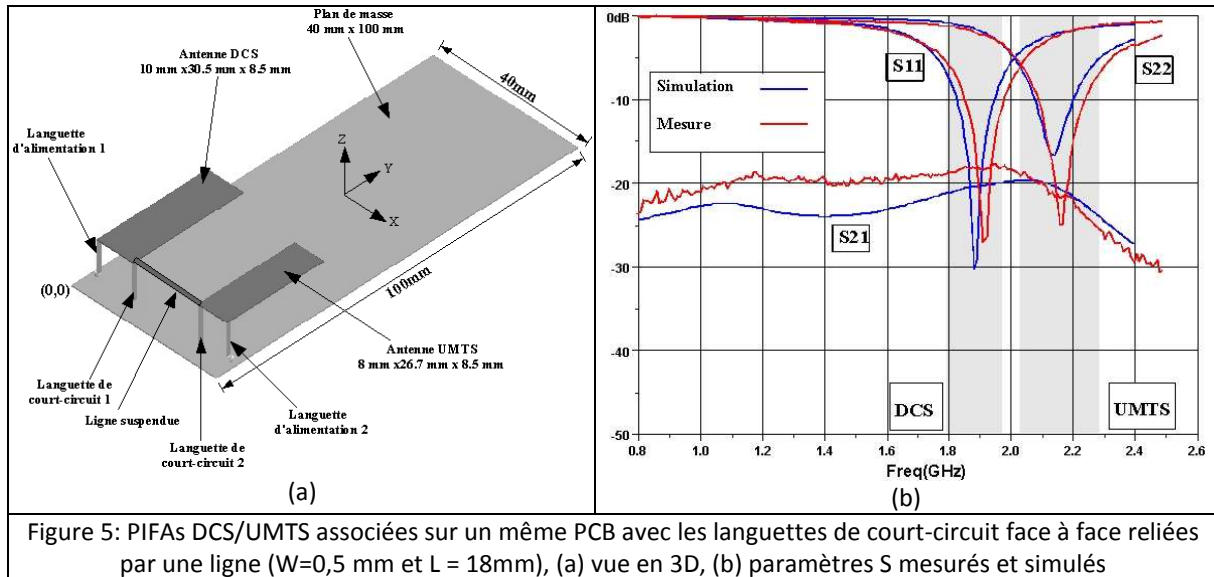 Plan de masse
40 mm x 100 mm
Antenne DCS
10 mm x30.5 mm x 8.5 mm
40mm
Languette
d'alimentation 1
Z
Y
X
(0,0)
100mm
Antenne UMTS
8 mm x26.7 mm x 8.5 mm
Languette de
court-circuit 1
Ligne suspendue
Languette
d'alimentation 2
Languette de
court-circuit 2
(a)
0dB
-10
-20
-30
-40
-50
S11
S22
Simulation
Mesure
S21
DCS
UMTS
0.8 1.0 1.2 1.4 1.6 1.8 2.0 2.2 2.4 2.6
Freq(GHz)
(b)
Figure 5: PIFAs DCS/UMTS associées sur un même PCB avec les languettes de court-circuit face à face reliées
par une ligne (W=0,5 mm et L = 18mm), (a) vue en 3D, (b) paramètres S mesurés et simulés